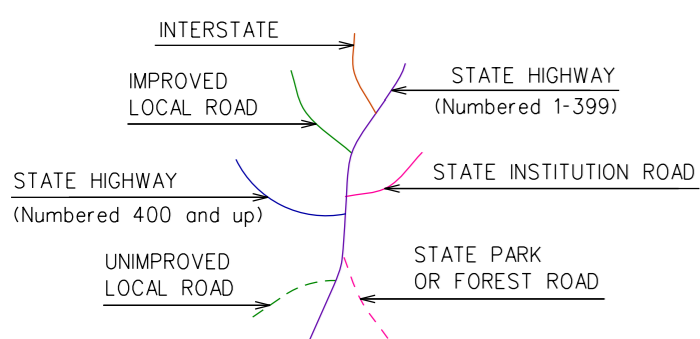 INTERSTATE
IMPROVED
LOCAL ROAD
STATE HIGHWAY
(Numbered 1-399)
STATE HIGHWAY
(Numbered 400 and up)
STATE INSTITUTION ROAD
UNIMPROVED
LOCAL ROAD
STATE PARK
OR FOREST ROAD